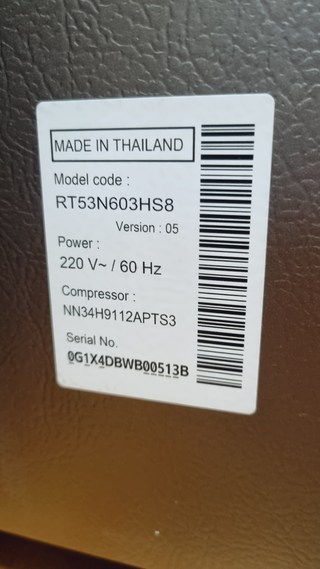 MADE IN THAILAND
Model code :
RT53N603HS8
Version : 05
Power :
220 V~ / 60 Hz
Compressor :
NN34H9112APTS3
Serial No.
0G1X4DBWB00513B